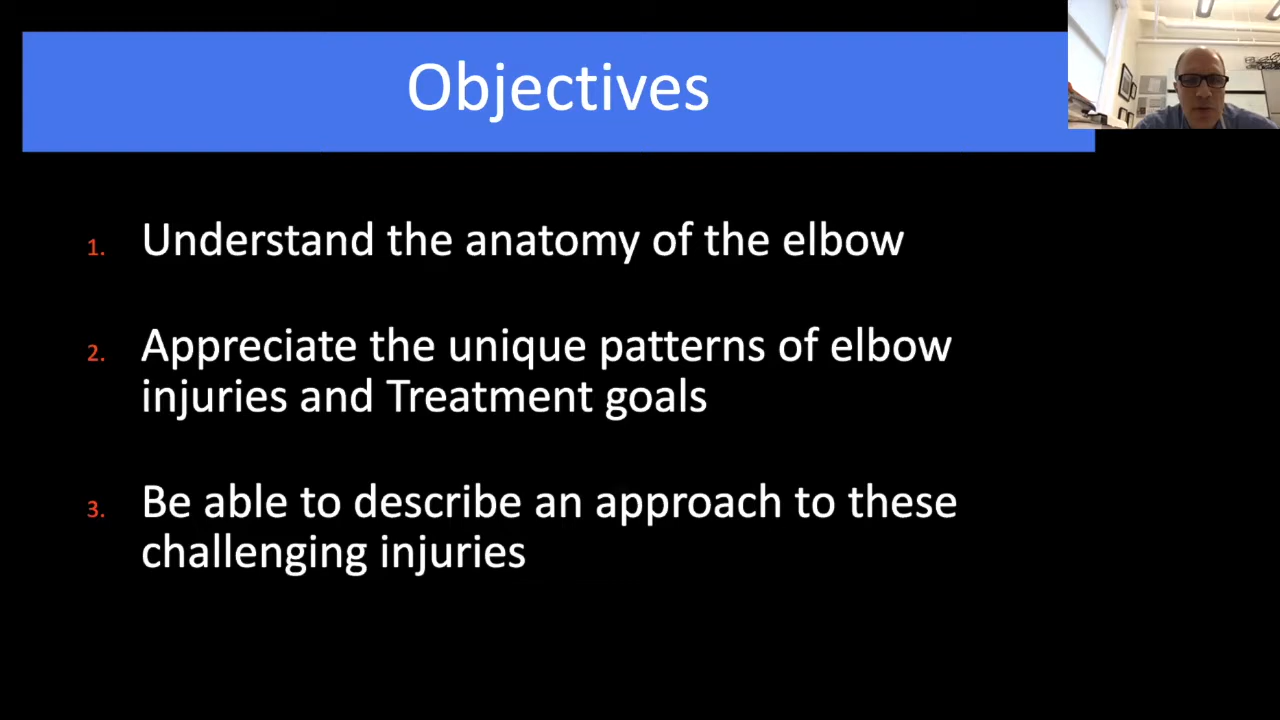 Objectives
1. Understand the anatomy of the elbow
2. Appreciate the unique patterns of elbow
injuries and Treatment goals
3. Be able to describe an approach to these
challenging injuries